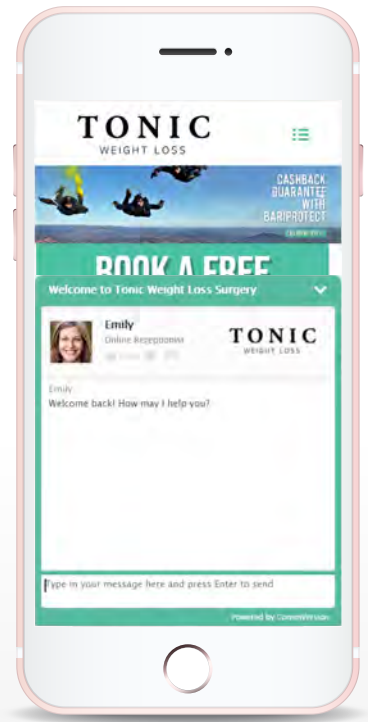 TONIC
WEIGHT LOSS
CASHBACK
GUARANTEE
WITH
BARIPROTECT
BOOK A FREE
Welcome to Tonic Weight Loss Surgery
Emily
Online Receptionist
TONIC
WEIGHT LOSS
Emily
Welcome back! How may I help you?
Type in your message here and press Enter to send
Powered by